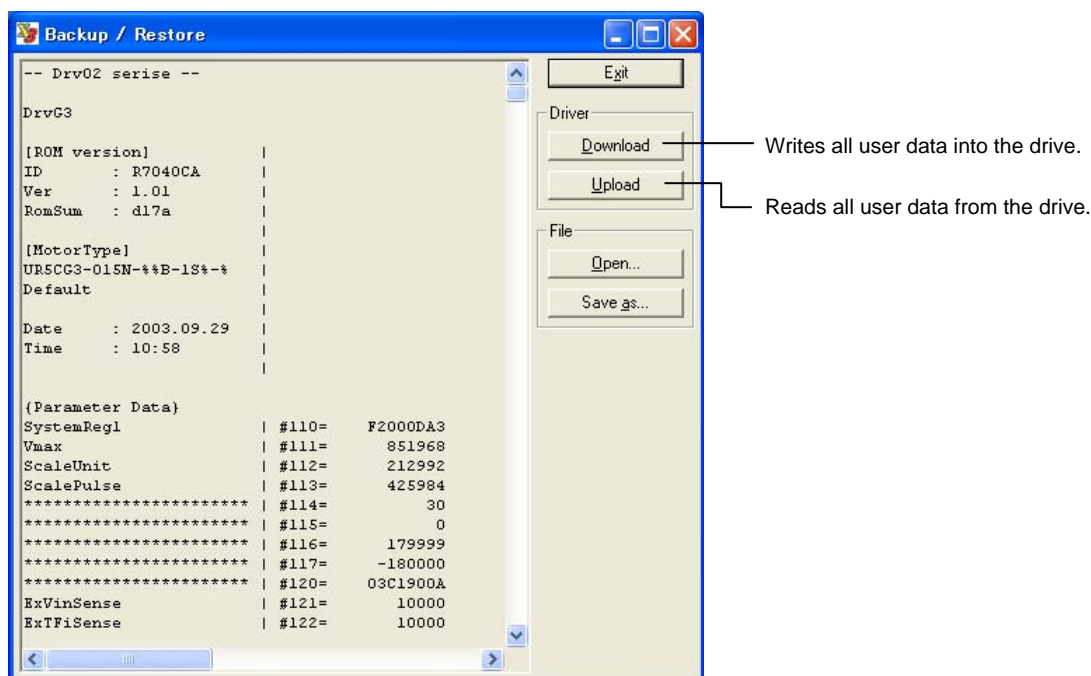 Backup / Restore
-- Drv02 serise --
DrvG3
[ROM version] |
ID : R7040CA |
Ver : 1.01 |
RomSum : d17a |
|
[MotorType] |
UR5CG3-015N-%%B-1S%-% |
Default |
|
Date : 2003.09.29 |
Time : 10:58 |
|
{Parameter Data}
SystemReg1 | #110= F2000DA3
Vmax | #111= 851968
ScaleUnit | #112= 212992
ScalePulse | #113= 425984
*********************** | #114= 30
*********************** | #115= 0
*********************** | #116= 179999
*********************** | #117= -180000
*********************** | #120= 03C1900A
ExVinSense | #121= 10000
ExTFiSense | #122= 10000
Exit
Driver
Download
Upload
File
Open...
Save as...
Writes all user data into the drive.
Reads all user data from the drive.